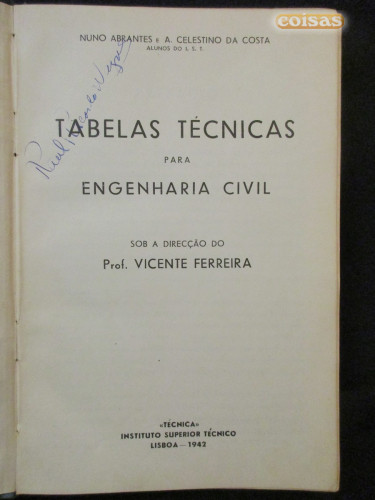 coisas
NUNO ABRANTES E A. CELESTINO DA COSTA
ALUNOS DO I. S. T.
TABELAS TÉCNICAS
PARA
ENGENHARIA CIVIL
SOB A DIRECÇÃO DO
Prof. VICENTE FERREIRA
«TÉCNICA»
INSTITUTO SUPERIOR TÉCNICO
LISBOA — 1942